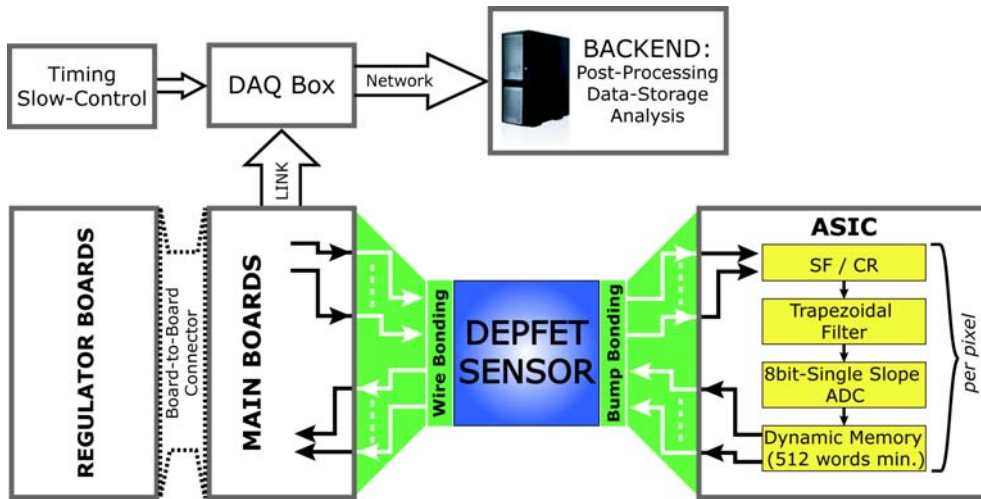 Timing
Slow-Control
DAQ Box
Network
BACKEND:
Post-Processing
Data-Storage
Analysis
LINK
REGULATOR BOARDS
Board-to-Board
Connector
MAIN BOARDS
Wire Bonding
DEPFET
SENSOR
Bump Bonding
ASIC
SF / CR
Trapezoidal
Filter
8bit-Single Slope
ADC
Dynamic Memory
(512 words min.)
per pixel